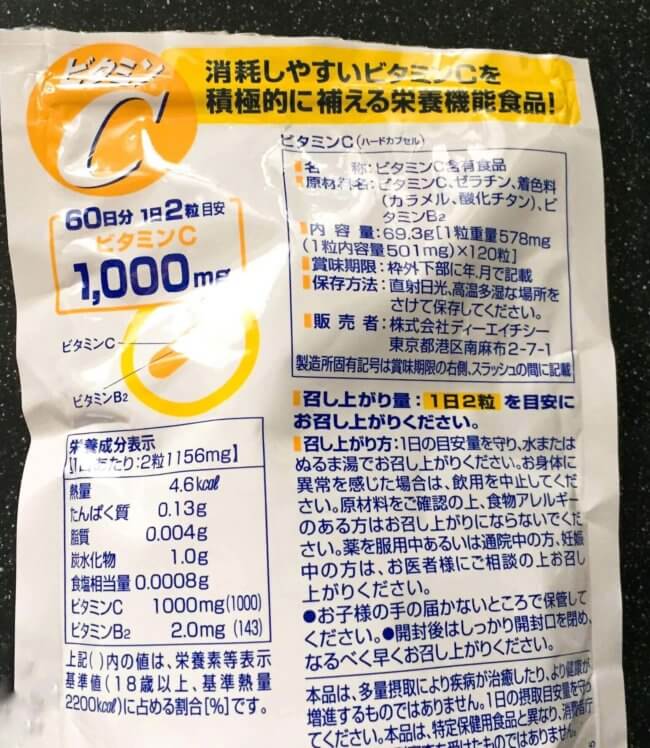 ビタミン
C
消耗しやすいビタミンCを
積極的に補える栄養機能食品!
60日分 1日2粒目安
ビタミンC
1,000mg
ビタミンC
ビタミンB2
ビタミンC(ハードカプセル)
名称:ビタミンC含有食品
原材料名:ビタミンC、ゼラチン、着色料
(カラメル、酸化チタン)、ビ
タミンB2
内容量:69.3g[1粒重量578mg
(1粒内容量501mg)×120粒]
賞味期限:枠外下部に年、月で記載
保存方法:直射日光、高温多湿な場所を
さけて保存してください。
販売者:株式会社ディーエイチシー
東京都港区南麻布2-7-1
製造所固有記号は賞味期限の右側、スラッシュの間に記載
召し上がり量:1日2粒を目安に
お召し上がりください。
召し上がり方:1日の目安量を守り、水または
ぬるま湯でお召し上がりください。お身体に
異常を感じた場合は、飲用を中止してくだ
さい。原材料をご確認の上、食物アレルギー
のある方はお召し上がりにならないでくだ
さい。薬を服用中あるいは通院中の方、妊娠
中の方は、お医者様にご相談の上お召し
上がりください。
●お子様の手の届かないところで保管して
ください。●開封後はしっかり開封口を閉め、
なるべく早くお召し上がりください。
栄養成分表示
[1日あたり:2粒1156mg]
熱量 4.6kcal
たんぱく質 0.13g
脂質 0.004g
炭水化物 1.0g
食塩相当量 0.0008g
ビタミンC 1000mg(1000)
ビタミンB2 2.0mg(143)
上記( )内の値は、栄養素等表示
基準値(18歳以上、基準熱量
2200kcal)に占める割合[%]です。
本品は、多量摂取により疾病が治癒したり、より健康が
増進するものではありません。1日の摂取目安量を守っ
てください。本品は、特定保健用食品と異なり、消費者庁
を受けたものではありません。